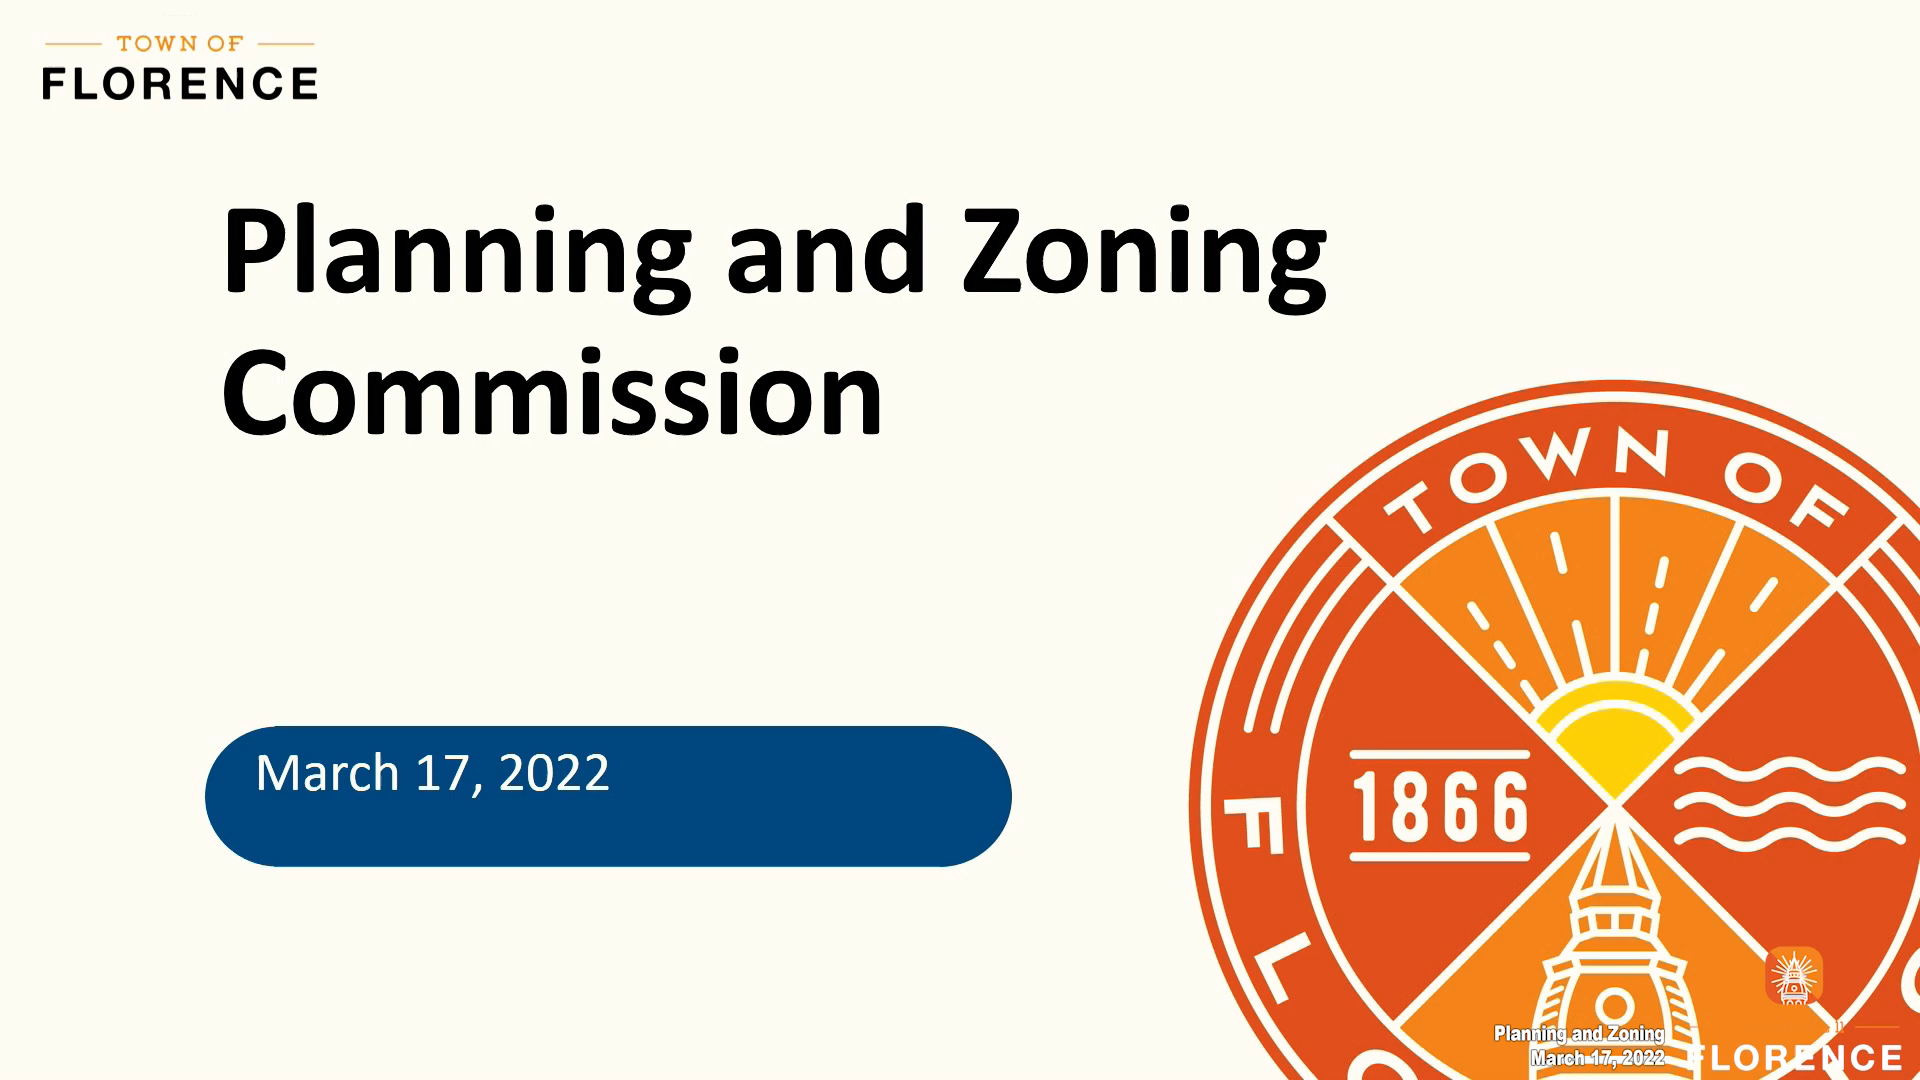 TOWN OF
FLORENCE
Planning and Zoning
Commission
March 17, 2022
TOWN OF
1866
FLO
Planning and Zoning
March 17, 2022
FLORENCE